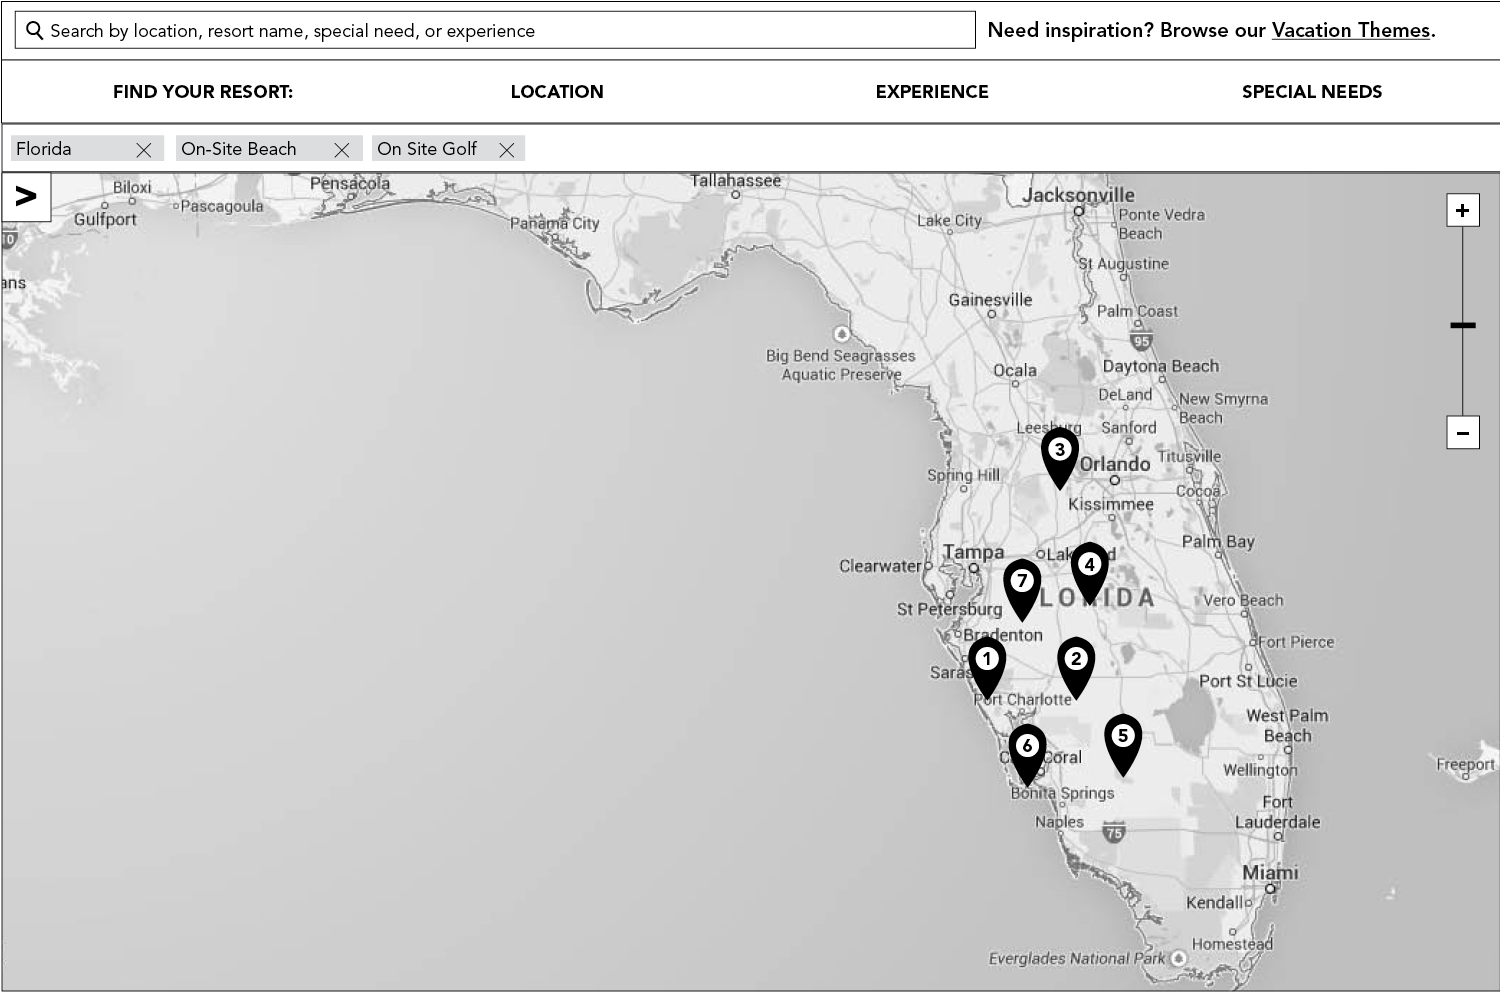 Search by location, resort name, special need, or experience
Need inspiration? Browse our Vacation Themes.
FIND YOUR RESORT:
LOCATION
EXPERIENCE
SPECIAL NEEDS
Florida
On-Site Beach
On Site Golf
>
Biloxi
Gulfport
Pascagoula
Pensacola
Panama City
Tallahassee
Lake City
Jacksonville
Ponte Vedra
Beach
10
ans
+
St Augustine
Gainesville
Palm Coast
95
Big Bend Seagrasses
Aquatic Preserve
Ocala
Daytona Beach
DeLand
New Smyrna
Beach
Leesburg
Sanford
−
3
Orlando
Titusville
Spring Hill
Cocoa
Kissimmee
Palm Bay
Tampa
Clearwater
4
7
LORIDA
Vero Beach
St Petersburg
Bradenton
Fort Pierce
1
2
Saras
Port St Lucie
Port Charlotte
West Palm
Beach
5
6
Coral
Wellington
Freeport
Bonita Springs
Fort
Lauderdale
Naples
75
Miami
Kendall
Homestead
Everglades National Park